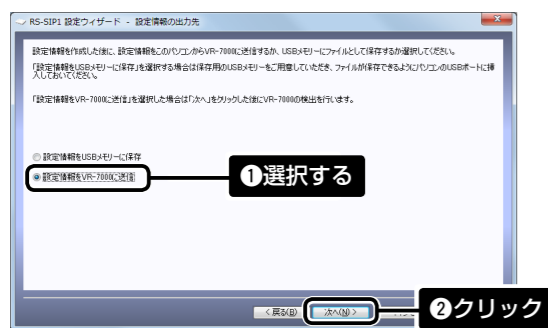 RS-SIP1 設定ウィザード - 設定情報の出力先
設定情報を作成した後に、設定情報をこのパソコンからVR-7000に送信するか、USBメモリーにファイルとして保存するか選択してください。
「設定情報をUSBメモリーに保存」を選択する場合は保存用のUSBメモリーをご用意していただき、ファイルが保存できるようにパソコンのUSBポートに挿
入しておいてください。
「設定情報をVR-7000に送信」を選択した場合は「次へ」をクリックした後にVR-7000の検出を行います。
設定情報をUSBメモリーに保存
設定情報をVR-7000に送信
❶選択する
< 戻る(B)
次へ(N) >
❷クリック